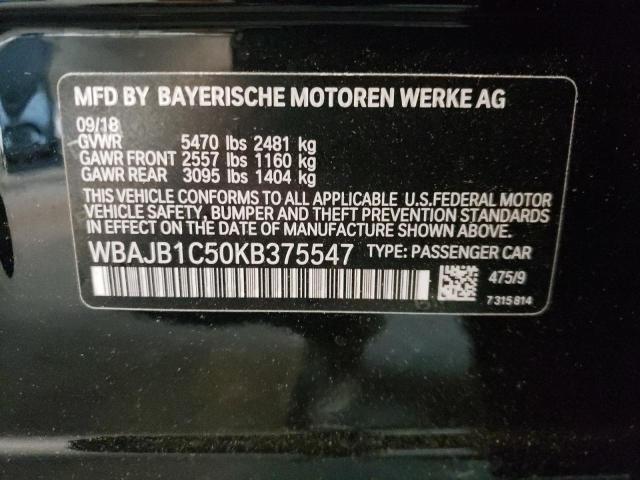 MFD BY BAYERISCHE MOTOREN WERKE AG
09/18
GVWR 5470 lbs 2481 kg
GAWR FRONT 2557 lbs 1160 kg
GAWR REAR 3095 lbs 1404 kg
THIS VEHICLE CONFORMS TO ALL APPLICABLE U.S.FEDERAL MOTOR
VEHICLE SAFETY, BUMPER AND THEFT PREVENTION STANDARDS
IN EFFECT ON THE DATE OF MANUFACTURE SHOWN ABOVE.
WBAJB1C50KB375547 TYPE: PASSENGER CAR
475/9
7 315 814